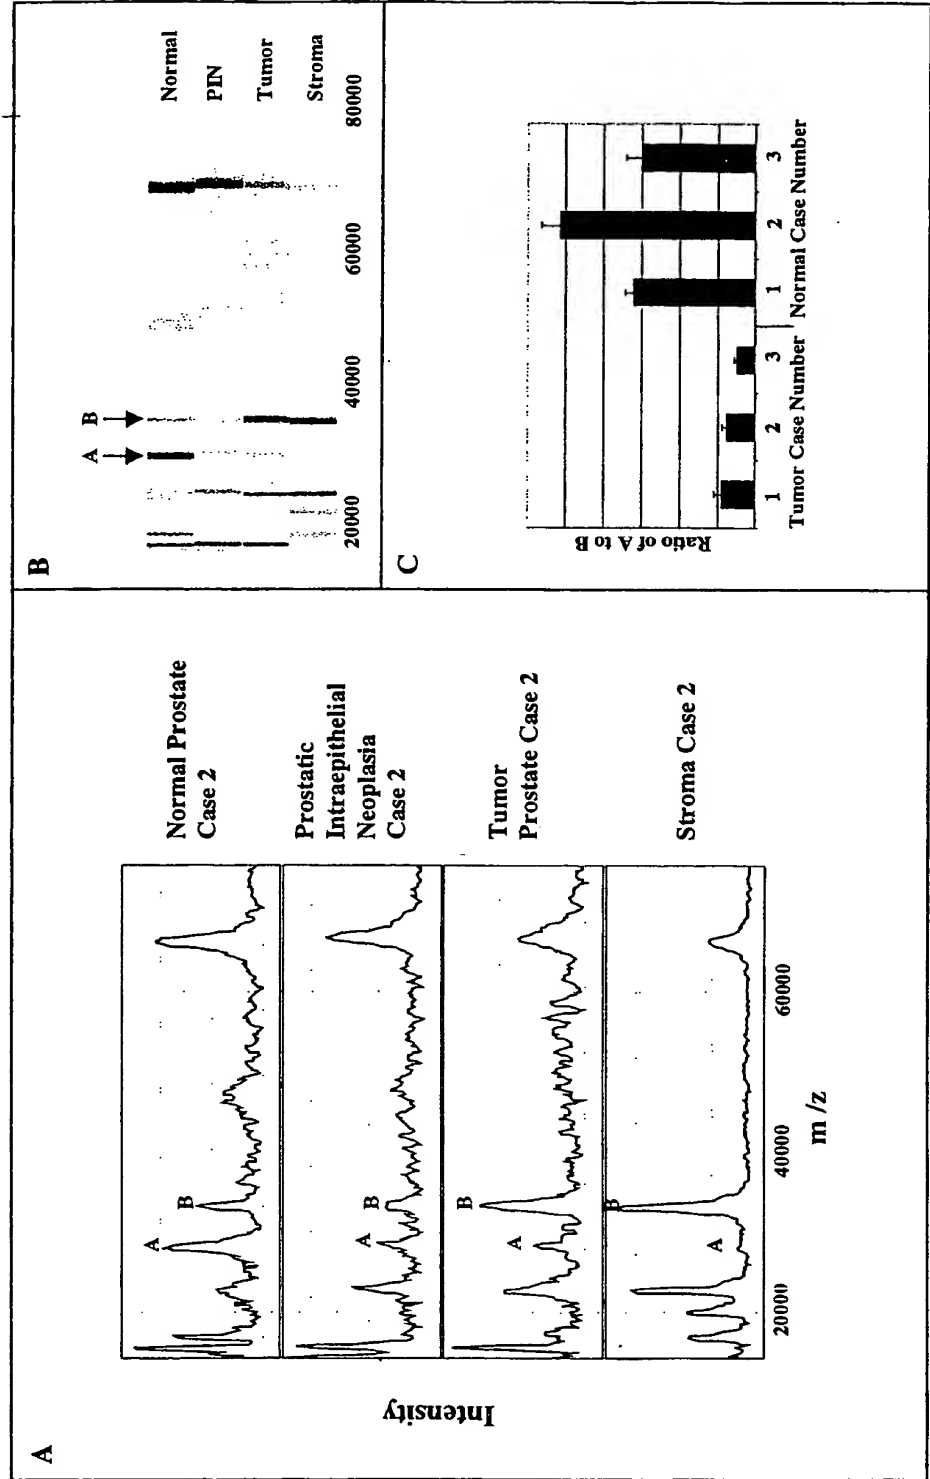 A
Intensity
A
B
Normal Prostate
Case 2
A
B
Prostatic
Intraepithelial
Neoplasia
Case 2
A
B
Tumor
Prostate Case 2
A
B
Stroma Case 2
20000
40000
60000
m /z
B
A
B
Normal
PIN
Tumor
Stroma
20000
40000
60000
80000
C
Ratio of A to B
1
2
3
1
2
3
Tumor Case Number
Normal Case Number